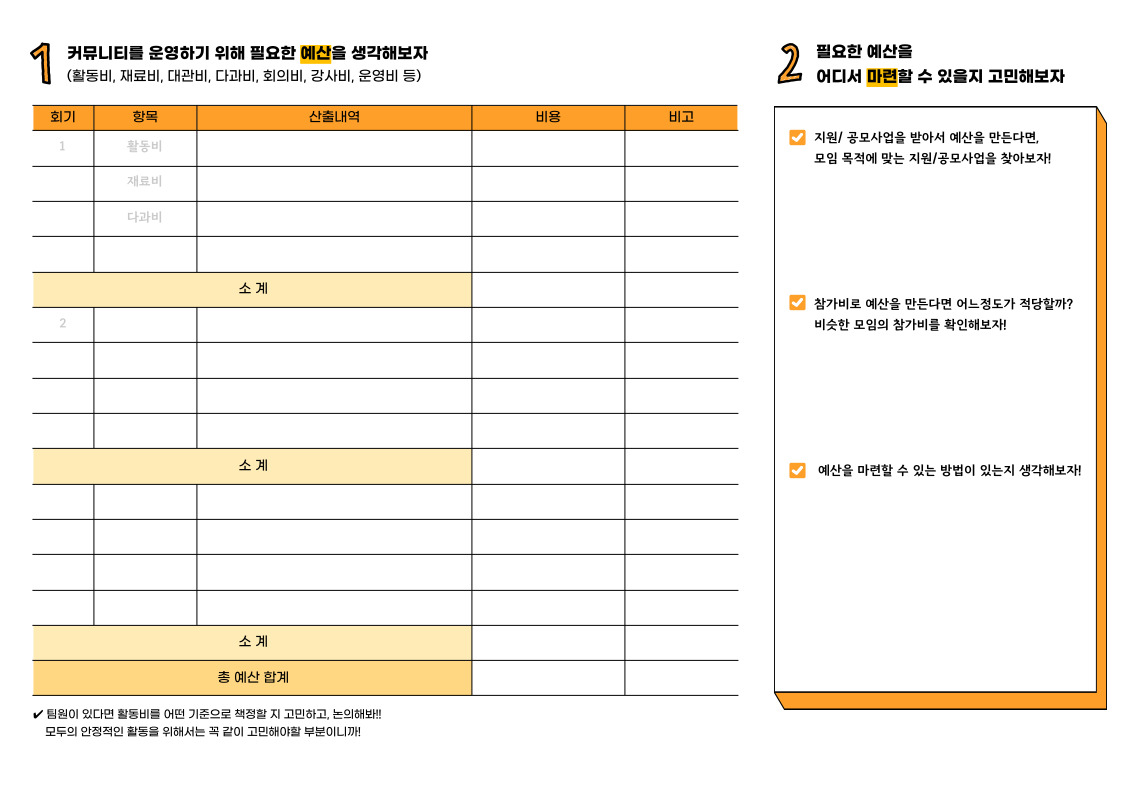 1 커뮤니티를 운영하기 위해 필요한 예산을 생각해보자
(활동비, 재료비, 대관비, 다과비, 회의비, 강사비, 운영비 등)
회기 항목 산출내역 비용 비고
1 활동비
재료비
다과비
소 계
2
소 계
소 계
총 예산 합계
✔ 팀원이 있다면 활동비를 어떤 기준으로 책정할 지 고민하고, 논의해봐!!
모두의 안정적인 활동을 위해서는 꼭 같이 고민해야할 부분이니까!
2 필요한 예산을
어디서 마련할 수 있을지 고민해보자
지원/ 공모사업을 받아서 예산을 만든다면,
모임 목적에 맞는 지원/공모사업을 찾아보자!
참가비로 예산을 만든다면 어느정도가 적당할까?
비슷한 모임의 참가비를 확인해보자!
예산을 마련할 수 있는 방법이 있는지 생각해보자!